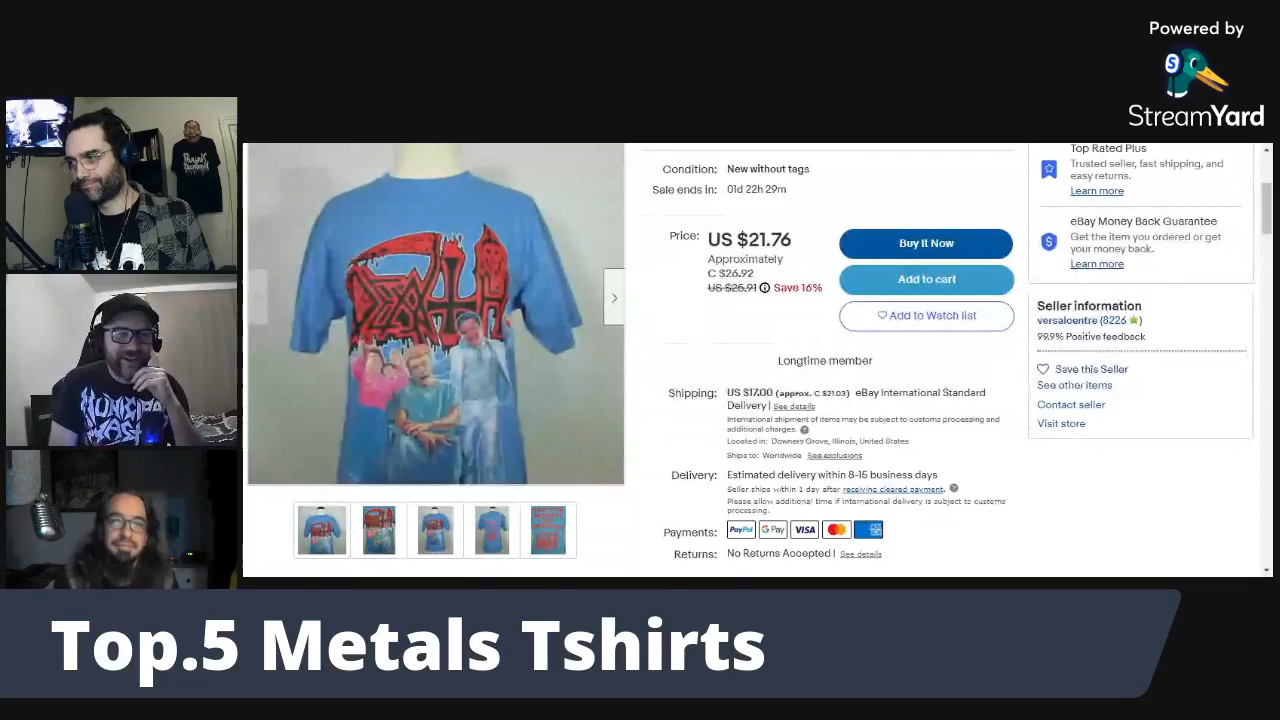 Powered by
S
StreamYard
MUNICIPAL
WASTE
DEATH
Condition: New without tags
Sale ends in: 01d 22h 29m
Price: US $21.76
Approximately
C $26.92
US $25.91 Save 16%
Buy It Now
Add to cart
Add to Watch list
Longtime member
Shipping: US $17.00 (approx. C $21.03) eBay International Standard
Delivery | See details
International shipment of items may be subject to customs processing and
additional charges.
Located in: Downers Grove, Illinois, United States
Ships to: Worldwide See exclusions
Delivery: Estimated delivery within 8-15 business days
Seller ships within 1 day after receiving cleared payment.
Please allow additional time if international delivery is subject to customs
processing.
Payments: PayPal G Pay VISA
Returns: No Returns Accepted | See details
Top Rated Plus
Trusted seller, fast shipping, and
easy returns.
Learn more
eBay Money Back Guarantee
Get the item you ordered or get
your money back.
Learn more
Seller information
versalcentre (8226)
99.9% Positive feedback
Save this Seller
See other items
Contact seller
Visit store
Top.5 Metals Tshirts